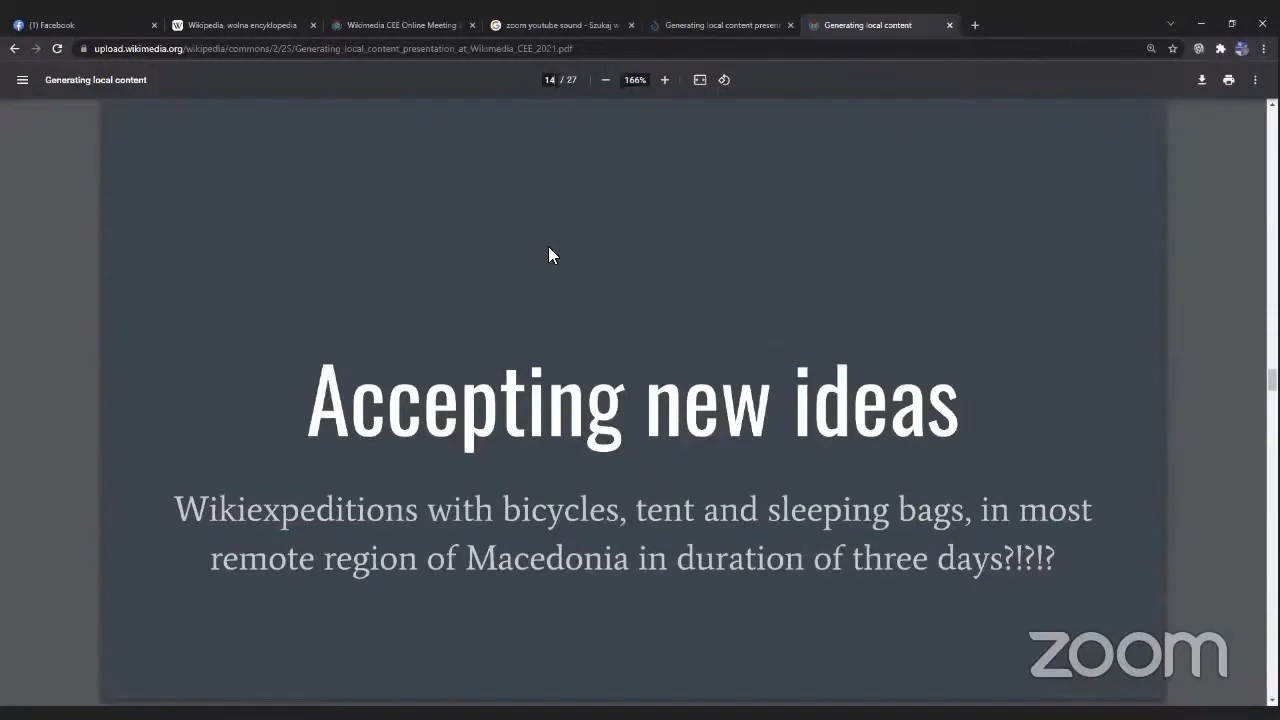 (1) Facebook
Wikipedia, wolna encyklopedia
Wikimedia CEE Online Meeting
zoom youtube sound - Szukaj w
Generating local content presen
Generating local content
upload.wikimedia.org/wikipedia/commons/2/25/Generating_local_content_presentation_at_Wikimedia_CEE_2021.pdf
Generating local content
14 / 27
166%
Accepting new ideas
Wikiexpeditions with bicycles, tent and sleeping bags, in most
remote region of Macedonia in duration of three days?!?!?
zoom